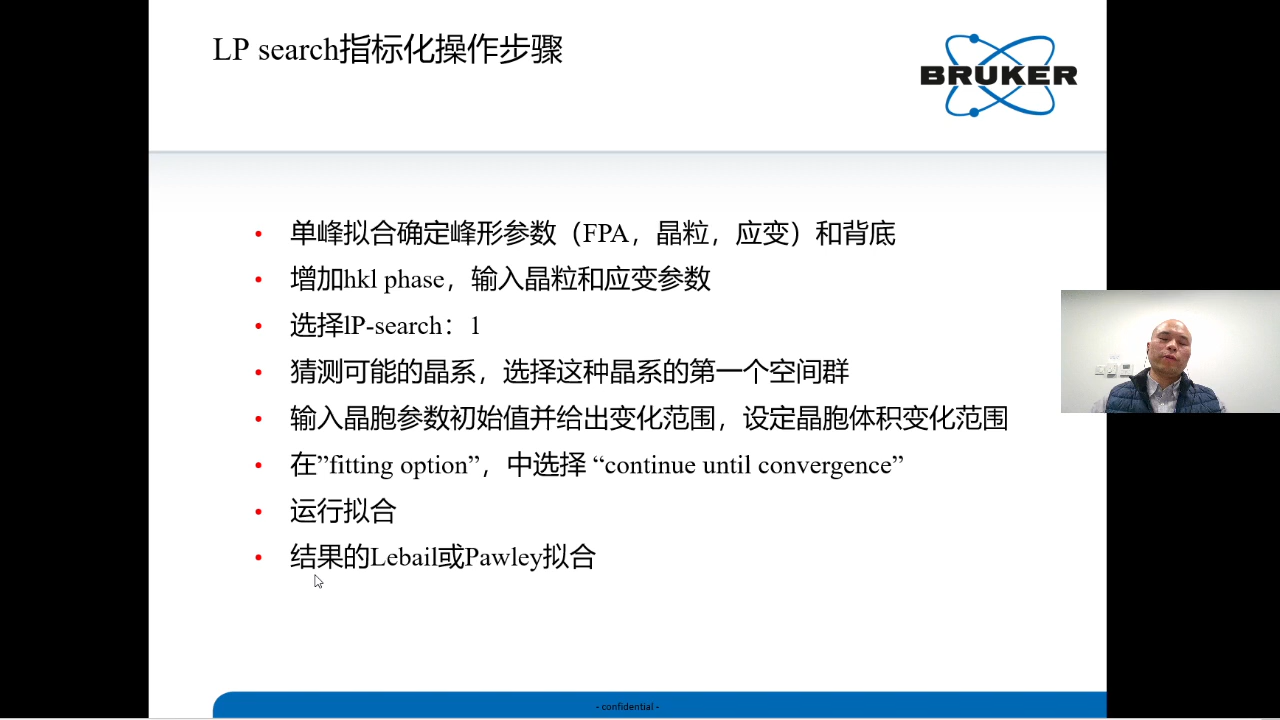 LP search指标化操作步骤
BRUKER
• 单峰拟合确定峰形参数（FPA，晶粒，应变）和背底
• 增加hkl phase，输入晶粒和应变参数
• 选择lP-search：1
• 猜测可能的晶系，选择这种晶系的第一个空间群
• 输入晶胞参数初始值并给出变化范围，设定晶胞体积变化范围
• 在”fitting option”，中选择 “continue until convergence”
• 运行拟合
• 结果的Lebail或Pawley拟合
- confidential -